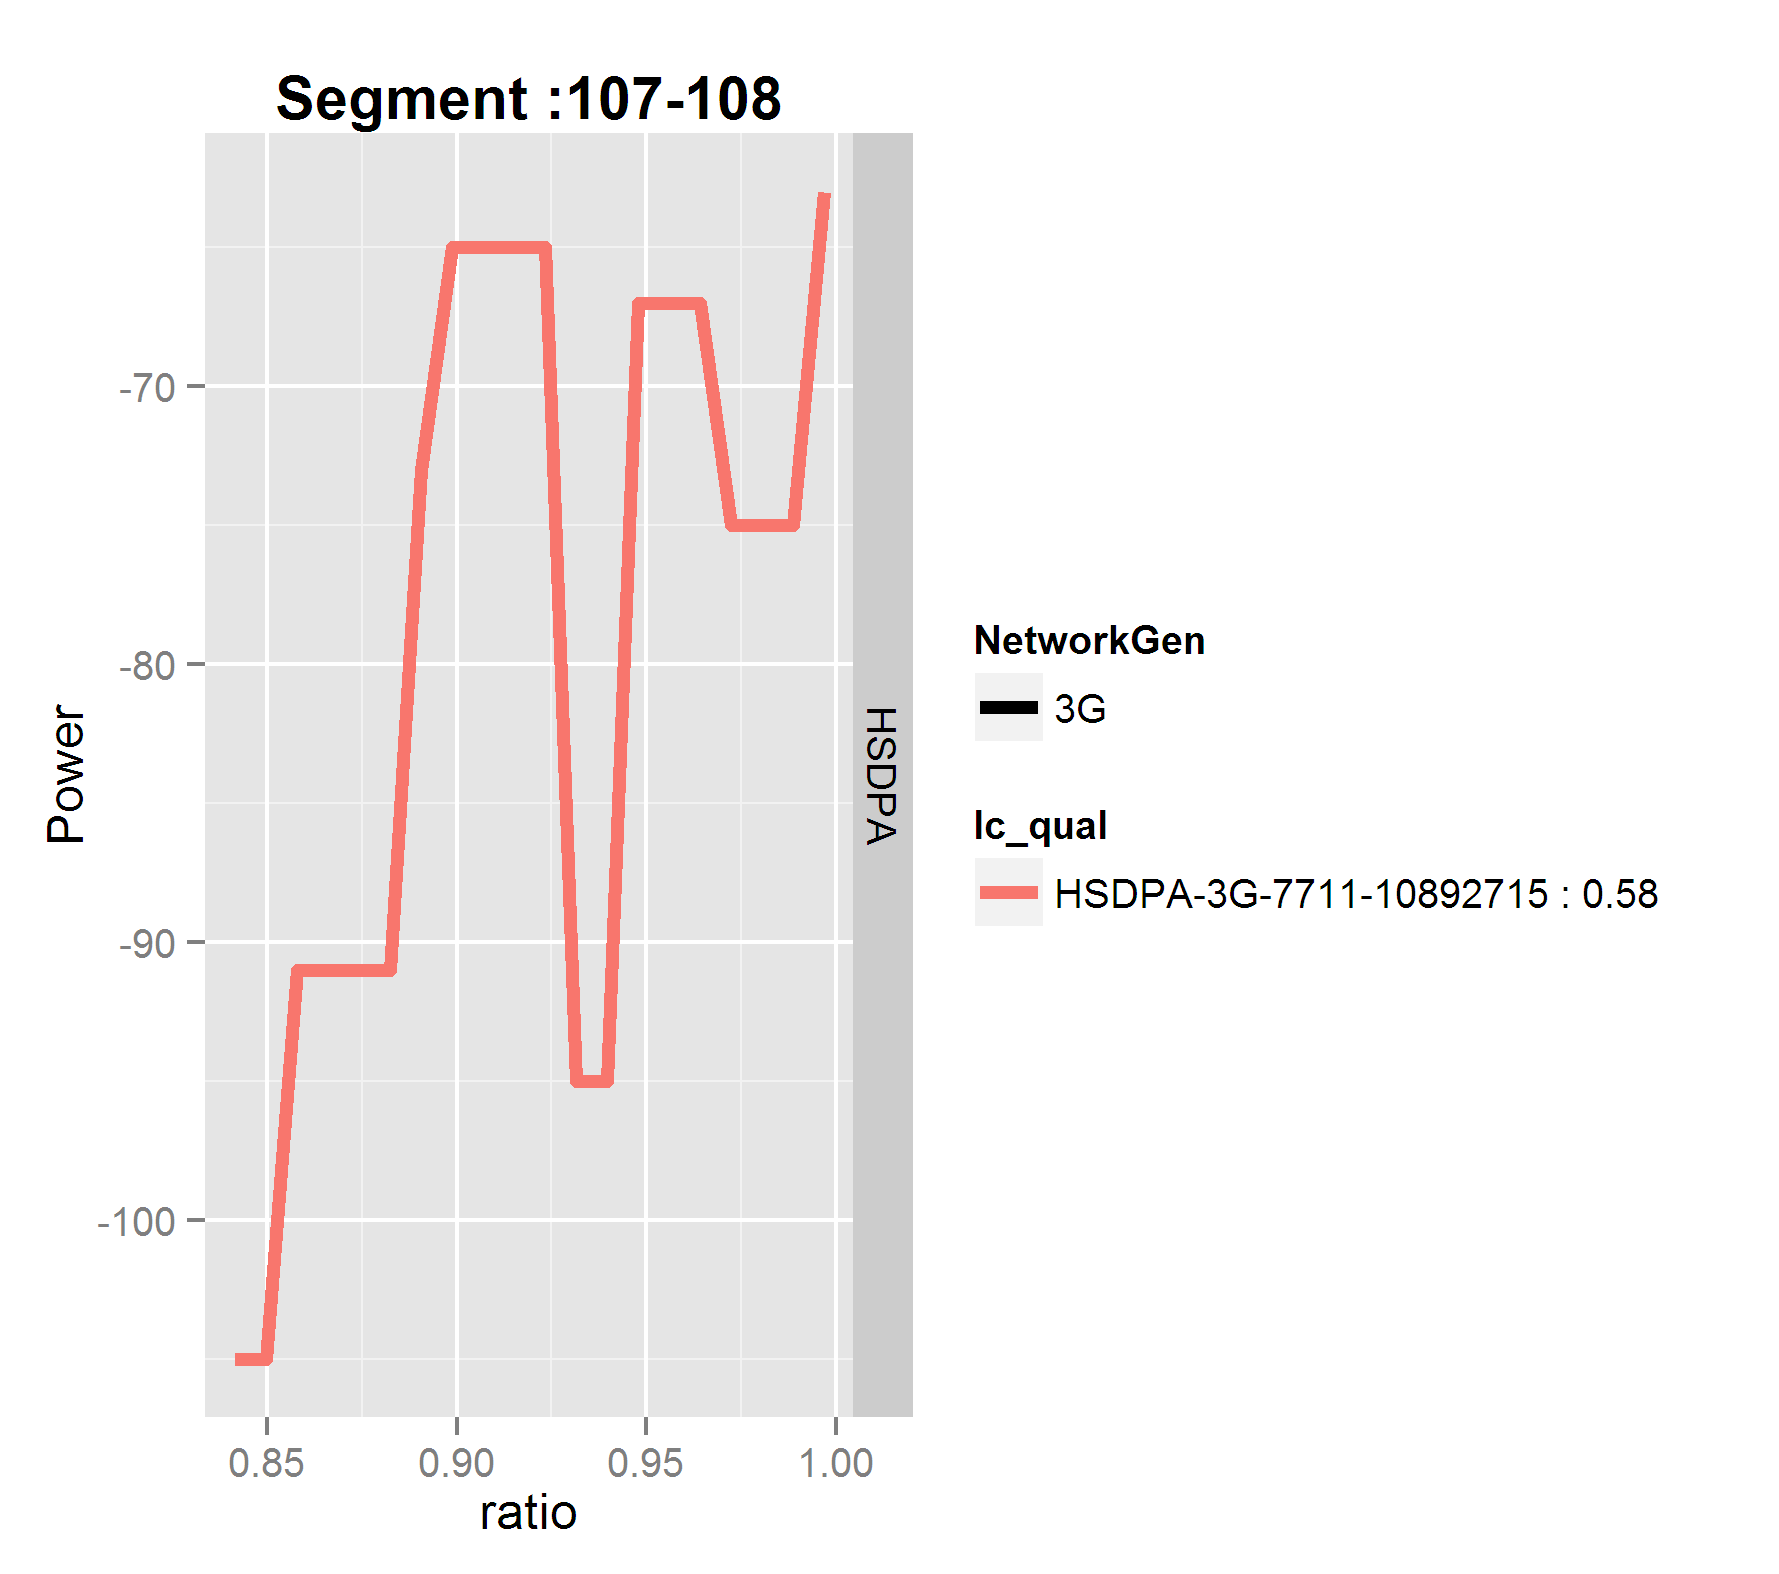 Segment :107-108
-70
-80
-90
-100
Power
HSDPA
0.85 0.90 0.95 1.00
ratio
NetworkGen
3G
lc_qual
HSDPA-3G-7711-10892715 : 0.58